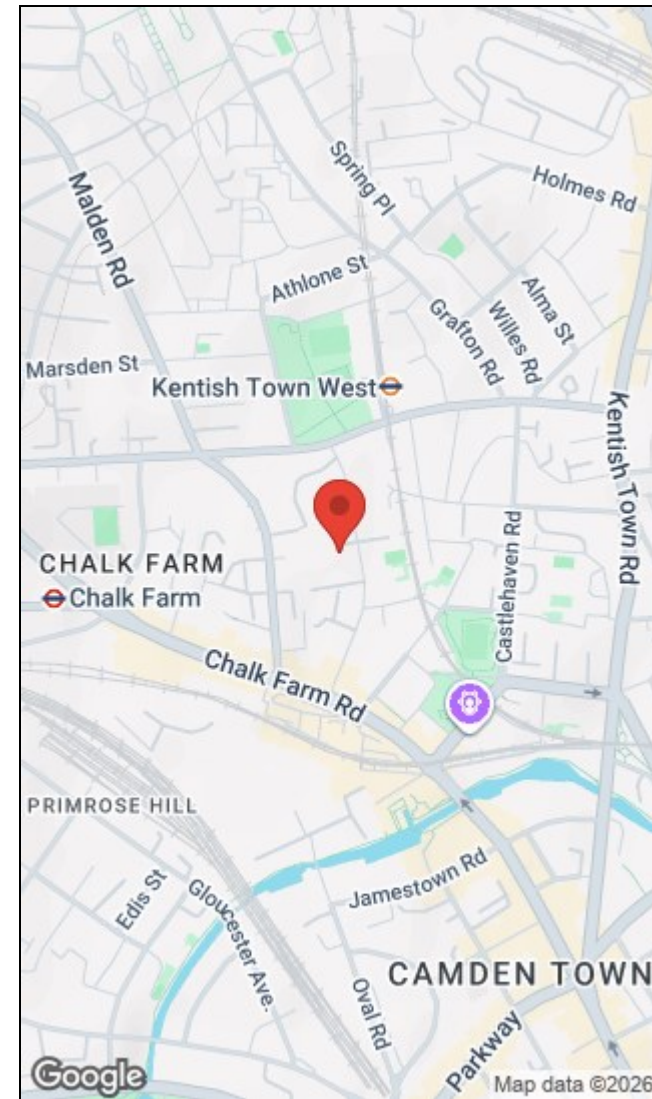 Spring Pl
Holmes Rd
Malden Rd
Athlone St
Alma St
Willes Rd
Grafton Rd
Marsden St
Kentish Town West
Kentish Town Rd
CHALK FARM
Chalk Farm
Castlehaven Rd
Chalk Farm Rd
PRIMROSE HILL
Jamestown Rd
Edis St
Gloucester Ave.
Oval Rd
CAMDEN TOWN
Parkway
Google
Map data ©2026